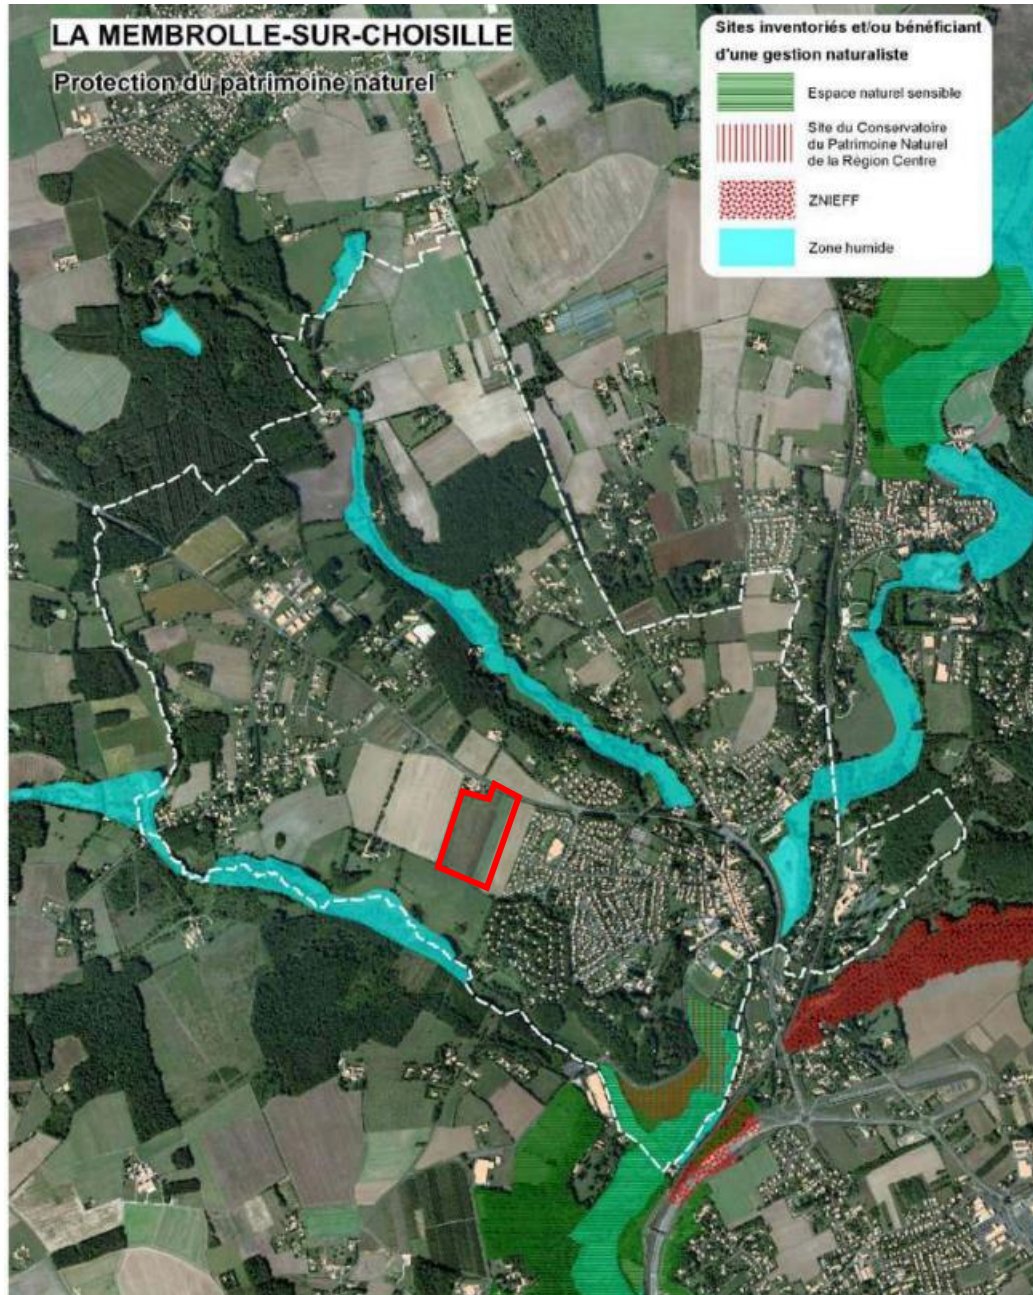 LA MEMBROLLE-SUR-CHOISILLE
Protection du patrimoine naturel
Sites inventoriés et/ou bénéficiant
d'une gestion naturaliste
Espace naturel sensible
Site du Conservatoire
du Patrimoine Naturel
de la Région Centre
ZNIEFF
Zone humide